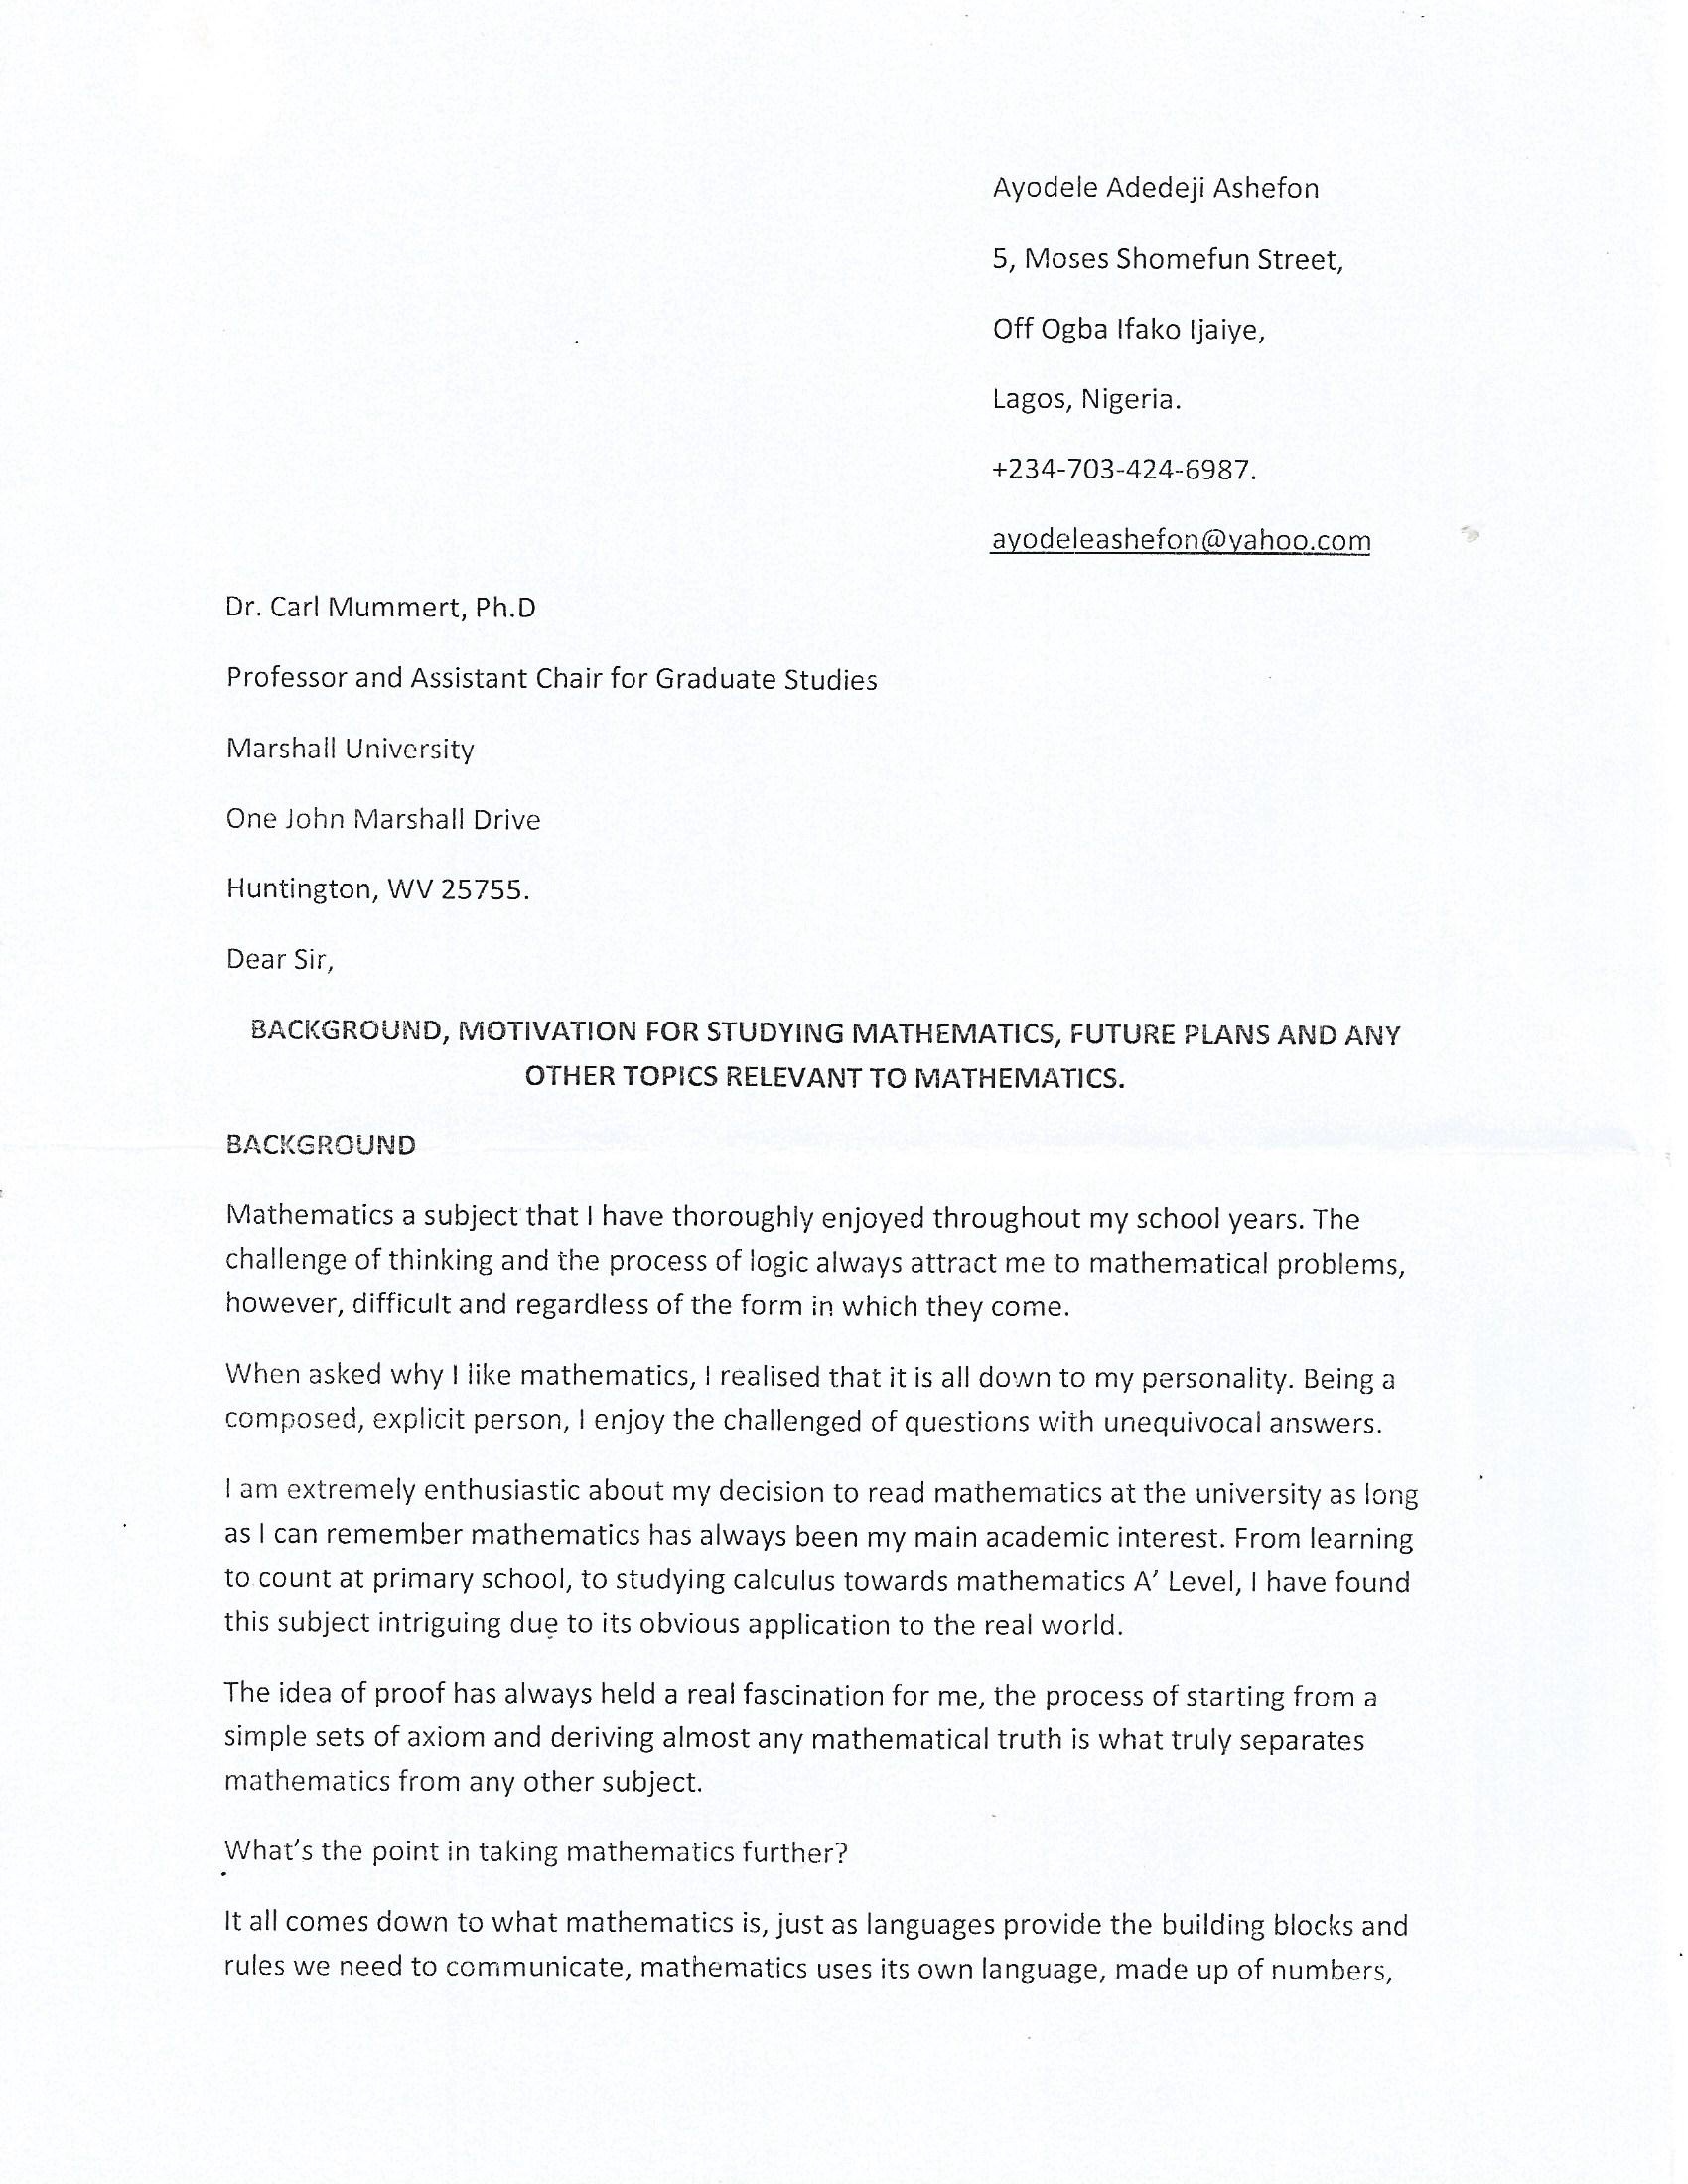 Ayodele Adedeji Ashefon
5, Moses Shomefun Street,
Off Ogba Ifako Ijaiye,
Lagos, Nigeria.
+234-703-424-6987.
ayodeleashefon@yahoo.com
Dr. Carl Mummert, Ph.D
Professor and Assistant Chair for Graduate Studies
Marshall University
One John Marshall Drive
Huntington, WV 25755.
Dear Sir,
BACKGROUND, MOTIVATION FOR STUDYING MATHEMATICS, FUTURE PLANS AND ANY
OTHER TOPICS RELEVANT TO MATHEMATICS.
BACKGROUND
Mathematics a subject that I have thoroughly enjoyed throughout my school years. The
challenge of thinking and the process of logic always attract me to mathematical problems,
however, difficult and regardless of the form in which they come.
When asked why I like mathematics, I realised that it is all down to my personality. Being a
composed, explicit person, I enjoy the challenged of questions with unequivocal answers.
I am extremely enthusiastic about my decision to read mathematics at the university as long
as I can remember mathematics has always been my main academic interest. From learning
to count at primary school, to studying calculus towards mathematics A’ Level, I have found
this subject intriguing due to its obvious application to the real world.
The idea of proof has always held a real fascination for me, the process of starting from a
simple sets of axiom and deriving almost any mathematical truth is what truly separates
mathematics from any other subject.
What’s the point in taking mathematics further?
It all comes down to what mathematics is, just as languages provide the building blocks and
rules we need to communicate, mathematics uses its own language, made up of numbers,